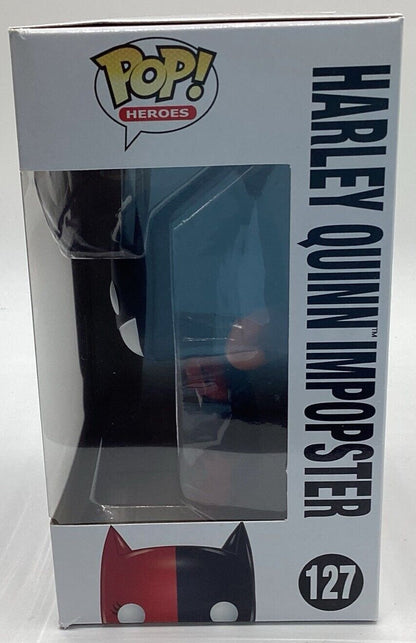 POP!
HEROES
HARLEY QUINN™ IMPOPSTER
127